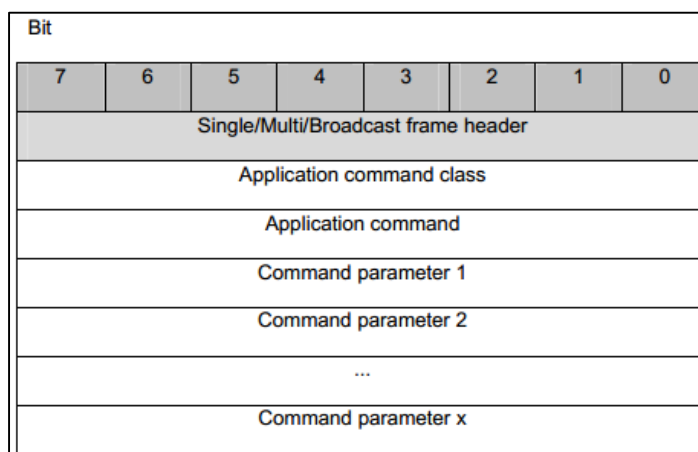 Bit
7 6 5 4 3 2 1 0
Single/Multi/Broadcast frame header
Application command class
Application command
Command parameter 1
Command parameter 2
...
Command parameter x